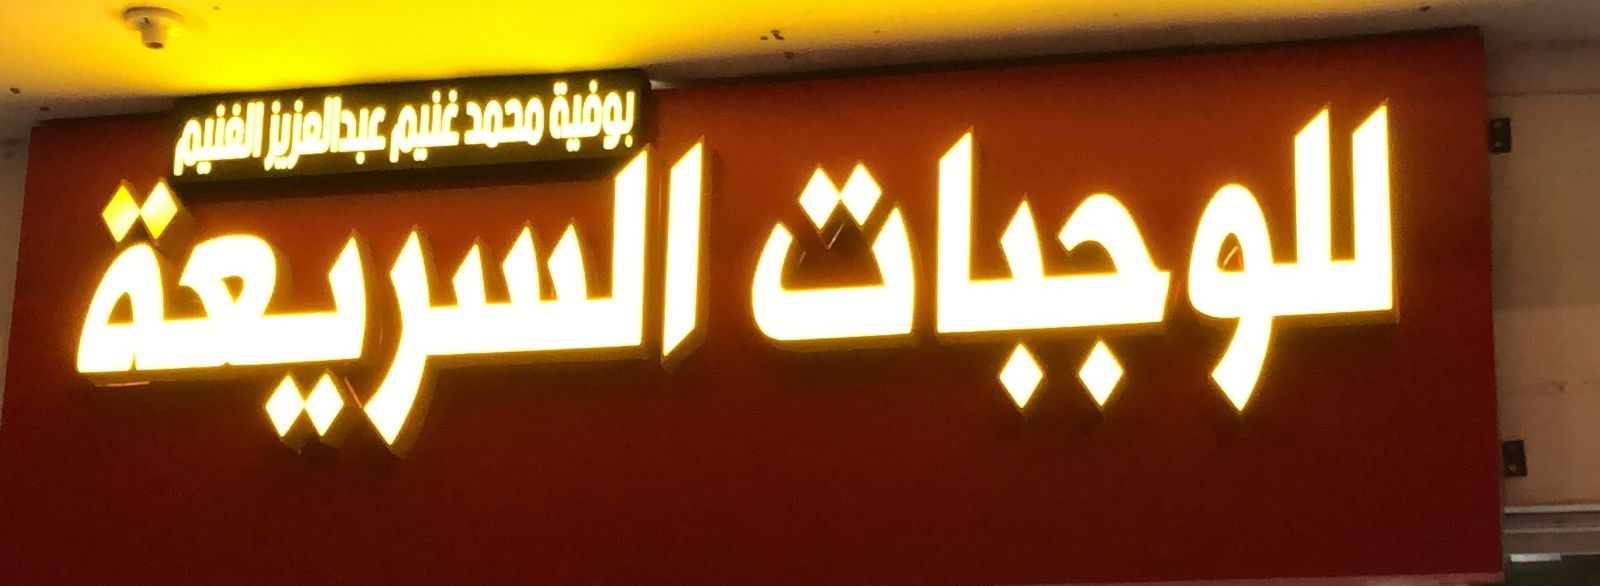 بوفية محمد غنيم عبدالعزيز الغنيم
للوجبات السريعة